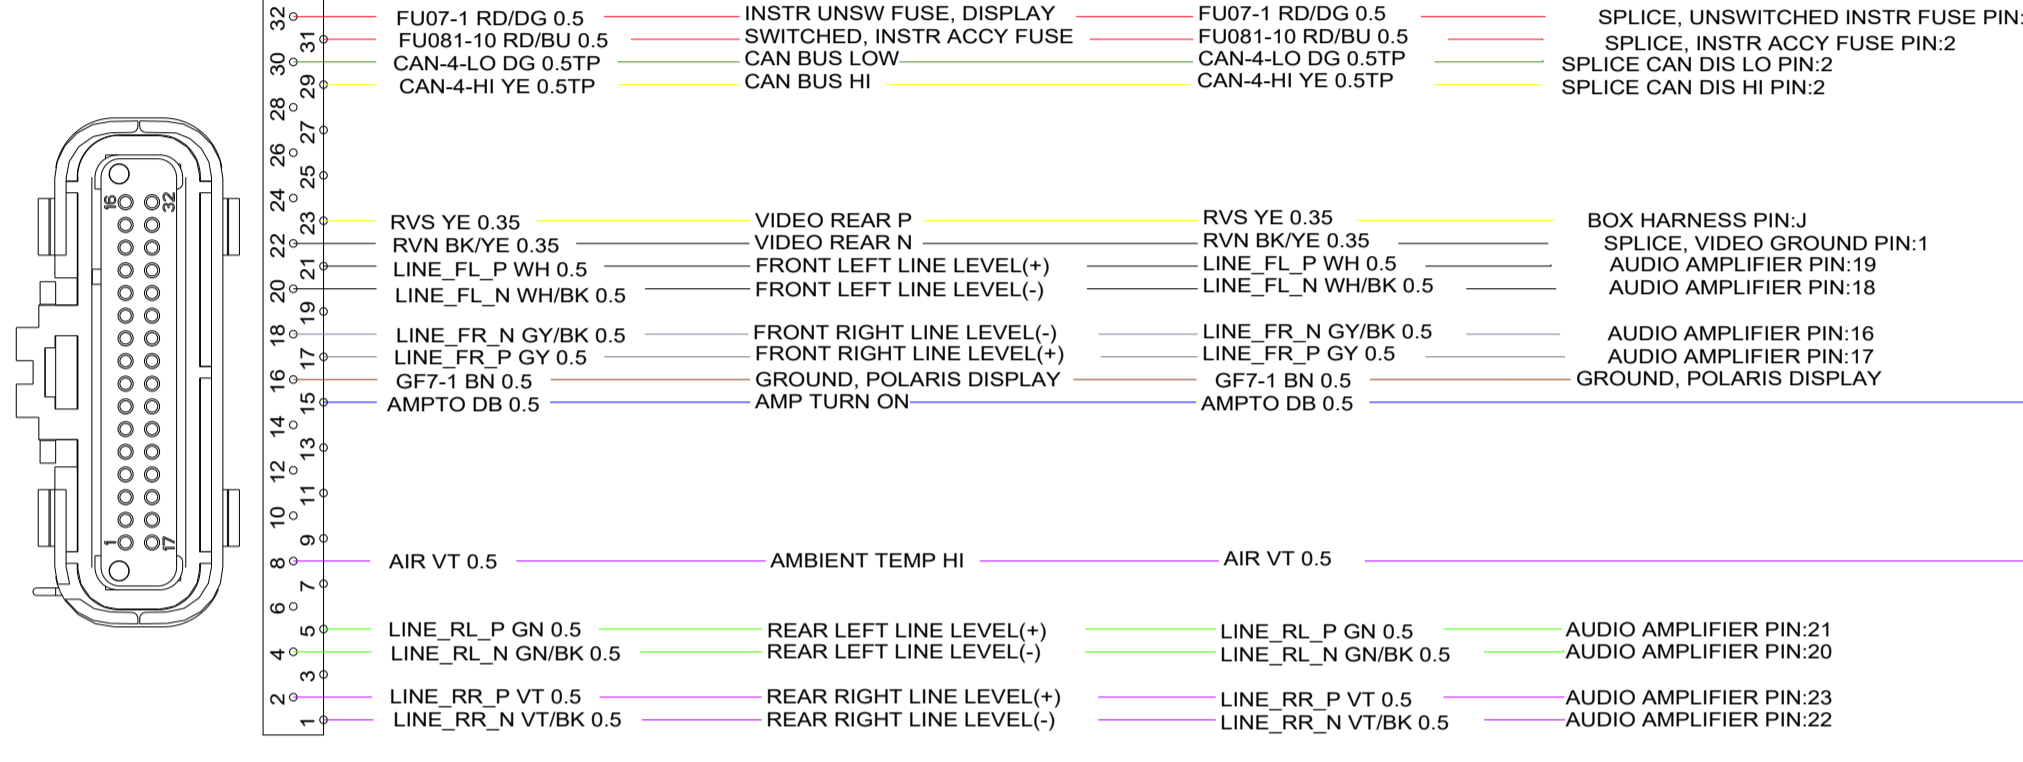 32 FU07-1 RD/DG 0.5 INSTR UNSW FUSE, DISPLAY FU07-1 RD/DG 0.5 SPLICE, UNSWITCHED INSTR FUSE PIN:
31 FU081-10 RD/BU 0.5 SWITCHED, INSTR ACCY FUSE FU081-10 RD/BU 0.5 SPLICE, INSTR ACCY FUSE PIN:2
30 CAN-4-LO DG 0.5TP CAN BUS LOW CAN-4-LO DG 0.5TP SPLICE CAN DIS LO PIN:2
29 CAN-4-HI YE 0.5TP CAN BUS HI CAN-4-HI YE 0.5TP SPLICE CAN DIS HI PIN:2
28
27
26
25
24
16 32
23 RVS YE 0.35 VIDEO REAR P RVS YE 0.35 BOX HARNESS PIN:J
22 RVN BK/YE 0.35 VIDEO REAR N RVN BK/YE 0.35 SPLICE, VIDEO GROUND PIN:1
21 LINE_FL_P WH 0.5 FRONT LEFT LINE LEVEL(+) LINE_FL_P WH 0.5 AUDIO AMPLIFIER PIN:19
20 LINE_FL_N WH/BK 0.5 FRONT LEFT LINE LEVEL(-) LINE_FL_N WH/BK 0.5 AUDIO AMPLIFIER PIN:18
19
18 LINE_FR_N GY/BK 0.5 FRONT RIGHT LINE LEVEL(-) LINE_FR_N GY/BK 0.5 AUDIO AMPLIFIER PIN:16
17 LINE_FR_P GY 0.5 FRONT RIGHT LINE LEVEL(+) LINE_FR_P GY 0.5 AUDIO AMPLIFIER PIN:17
16 GF7-1 BN 0.5 GROUND, POLARIS DISPLAY GF7-1 BN 0.5 GROUND, POLARIS DISPLAY
15 AMPTO DB 0.5 AMP TURN ON AMPTO DB 0.5
14
13
12
11
10
9
1 17
8 AIR VT 0.5 AMBIENT TEMP HI AIR VT 0.5
7
6
5 LINE_RL_P GN 0.5 REAR LEFT LINE LEVEL(+) LINE_RL_P GN 0.5 AUDIO AMPLIFIER PIN:21
4 LINE_RL_N GN/BK 0.5 REAR LEFT LINE LEVEL(-) LINE_RL_N GN/BK 0.5 AUDIO AMPLIFIER PIN:20
3
2 LINE_RR_P VT 0.5 REAR RIGHT LINE LEVEL(+) LINE_RR_P VT 0.5 AUDIO AMPLIFIER PIN:23
1 LINE_RR_N VT/BK 0.5 REAR RIGHT LINE LEVEL(-) LINE_RR_N VT/BK 0.5 AUDIO AMPLIFIER PIN:22